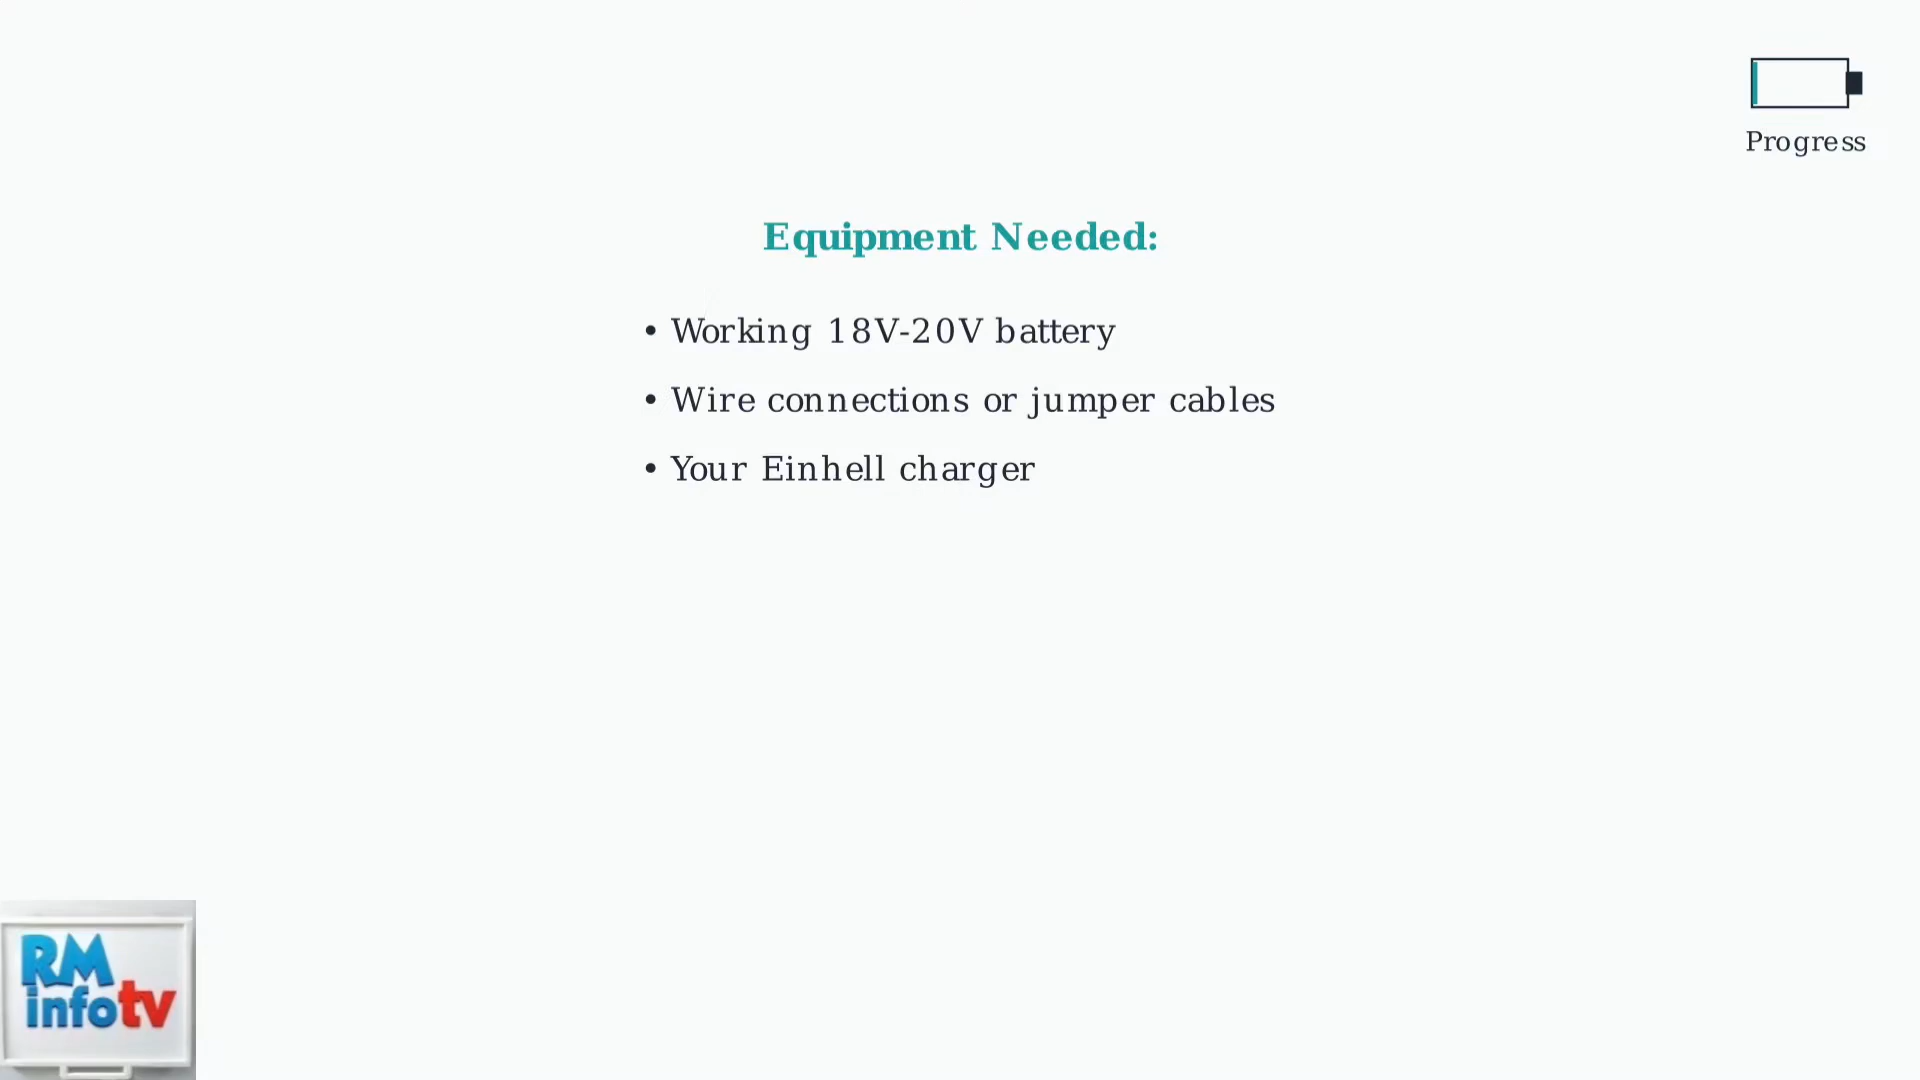 Progress
Equipment Needed:
• Working 18V-20V battery
• Wire connections or jumper cables
• Your Einhell charger
RM
infotv